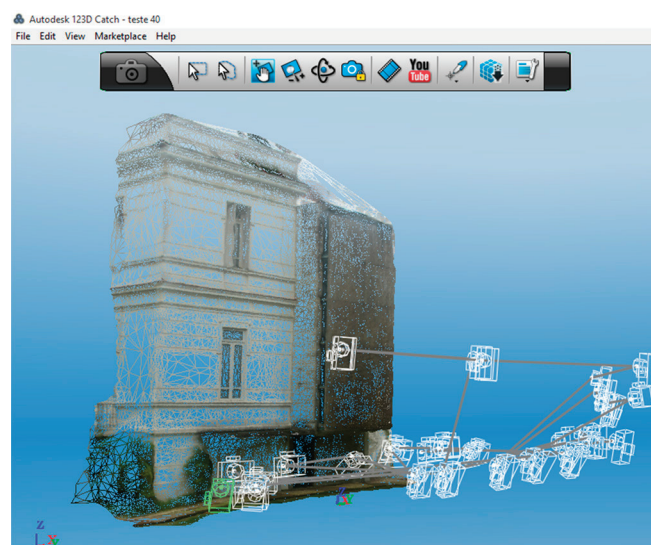 Autodesk 123D Catch - teste 40
File Edit View Marketplace Help
You
Tube
Z